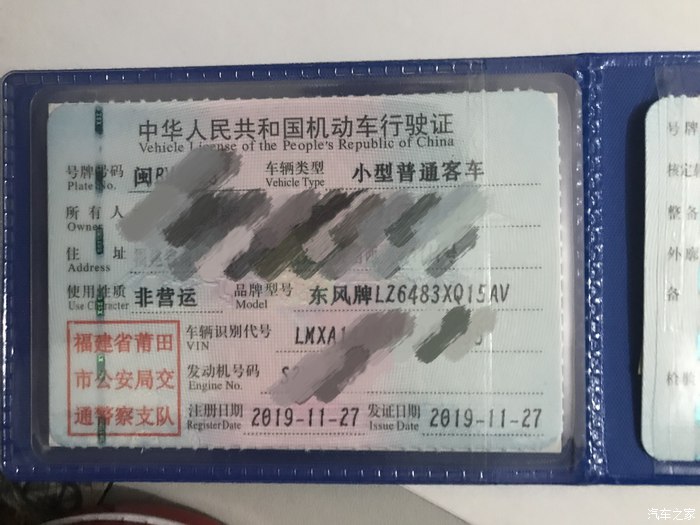 中华人民共和国机动车行驶证
Vehicle License of the People's Republic of China
号牌号码 闽 车辆类型 小型普通客车
Plate No. Vehicle Type
所有人
Owner
住址
Address
使用性质 非营运 品牌型号 东风牌LZ6483XQ15AV
Use Character Model
福建省莆田
市公安局交
通警察支队
车辆识别代号 LMXA1
VIN
发动机号码
Engine No.
注册日期 2019-11-27 发证日期 2019-11-27
Register Date Issue Date
号牌
核定
整备
外廓
备
检验
汽车之家